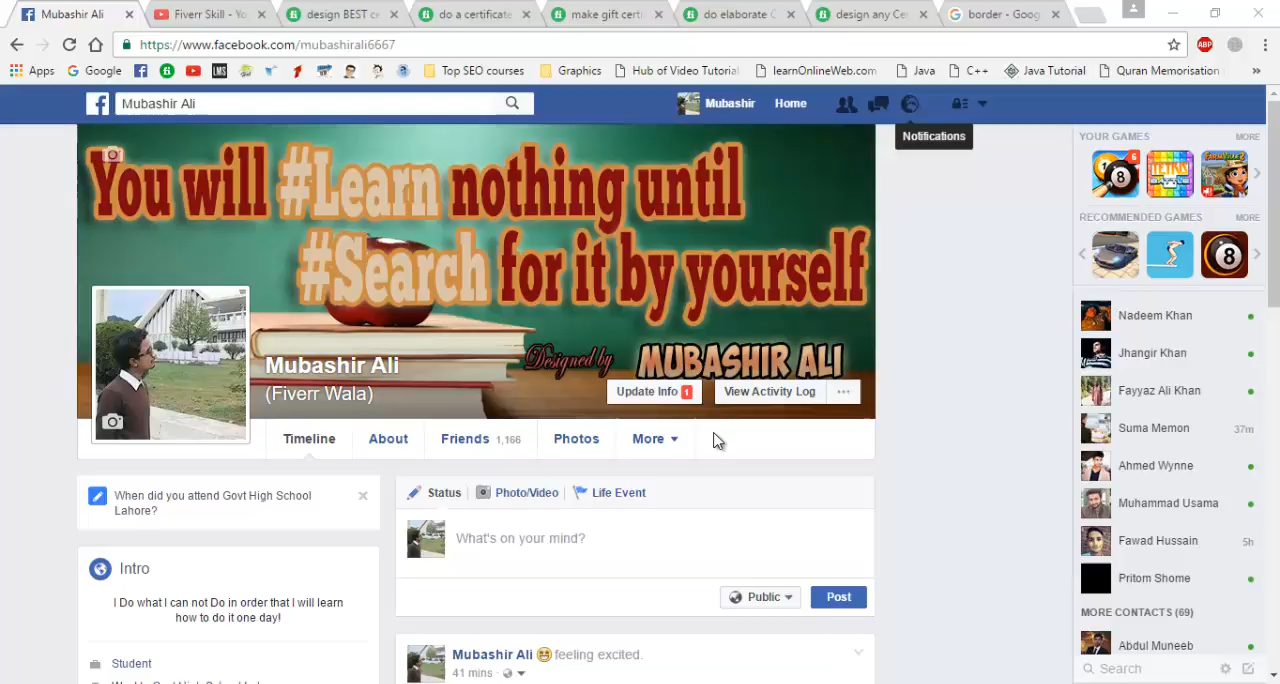 Mubashir Ali
Fiverr Skill - Yo
design BEST ce
do a certificate
make gift certi
do elaborate C
design any Cer
border - Goog
https://www.facebook.com/mubashirali6667
ABP
Apps
Google
LMS
Top SEO courses
Graphics
Hub of Video Tutorial
learnOnlineWeb.com
Java
C++
Java Tutorial
Quran Memorisation
»
Mubashir Ali
Mubashir
Home
Notifications
You will #Learn nothing until
#Search for it by yourself
Designed by MUBASHIR ALI
Mubashir Ali
(Fiverr Wala)
Update Info 1
View Activity Log
...
Timeline
About
Friends 1,166
Photos
More
When did you attend Govt High School
Lahore?
Intro
I Do what I can not Do in order that I will learn
how to do it one day!
Student
Status
Photo/Video
Life Event
What's on your mind?
Public
Post
Mubashir Ali feeling excited.
41 mins
YOUR GAMES
MORE
6
8
TETRIS
RECOMMENDED GAMES
MORE
8
Nadeem Khan
Jhangir Khan
Fayyaz Ali Khan
Suma Memon 37m
Ahmed Wynne
Muhammad Usama
Fawad Hussain 5h
Pritom Shome
MORE CONTACTS (69)
Abdul Muneeb
Search